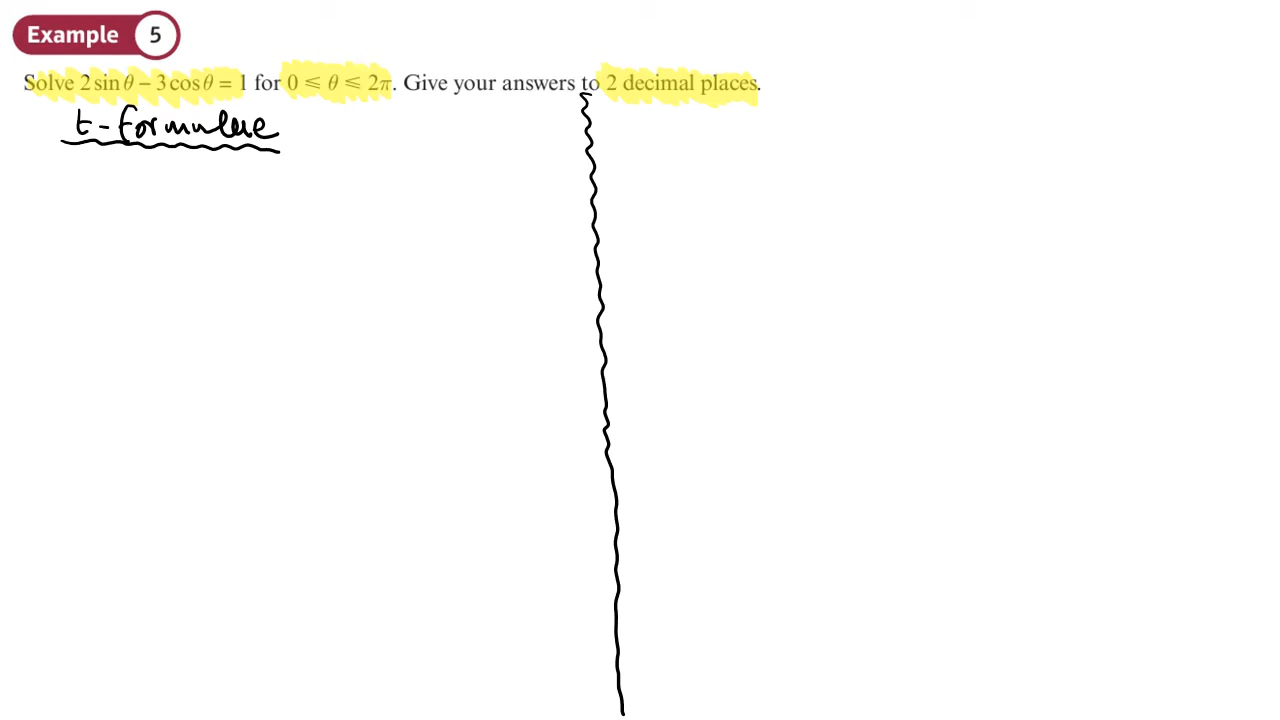 Example 5
Solve 2 sin θ − 3 cos θ = 1 for 0 ⩽ θ ⩽ 2π. Give your answers to 2 decimal places.
t-formulae